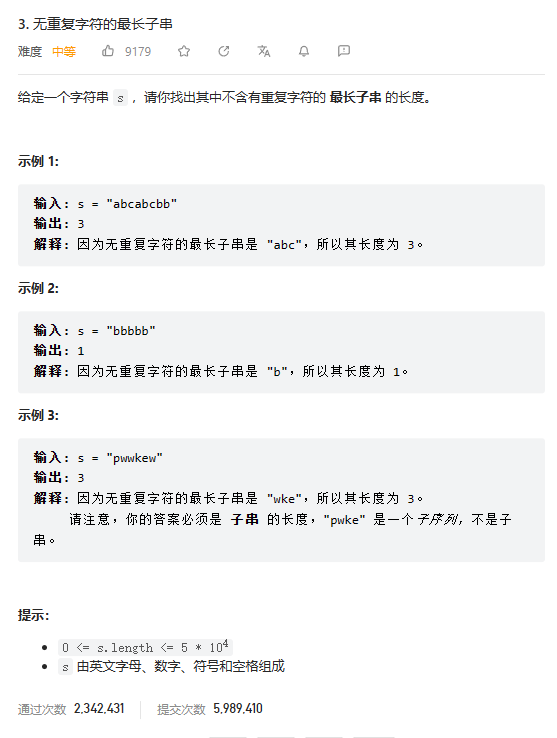 3. 无重复字符的最长子串
难度 中等 9179
给定一个字符串 s ，请你找出其中不含有重复字符的 最长子串 的长度。
示例 1:
输入: s = "abcabcbb"
输出: 3
解释: 因为无重复字符的最长子串是 "abc"，所以其长度为 3。
示例 2:
输入: s = "bbbbb"
输出: 1
解释: 因为无重复字符的最长子串是 "b"，所以其长度为 1。
示例 3:
输入: s = "pwwkew"
输出: 3
解释: 因为无重复字符的最长子串是 "wke"，所以其长度为 3。
请注意，你的答案必须是 子串 的长度，"pwke" 是一个子序列，不是子
串。
提示：
0 <= s.length <= 5 * 10⁴
s 由英文字母、数字、符号和空格组成
通过次数 2,342,431 提交次数 5,989,410